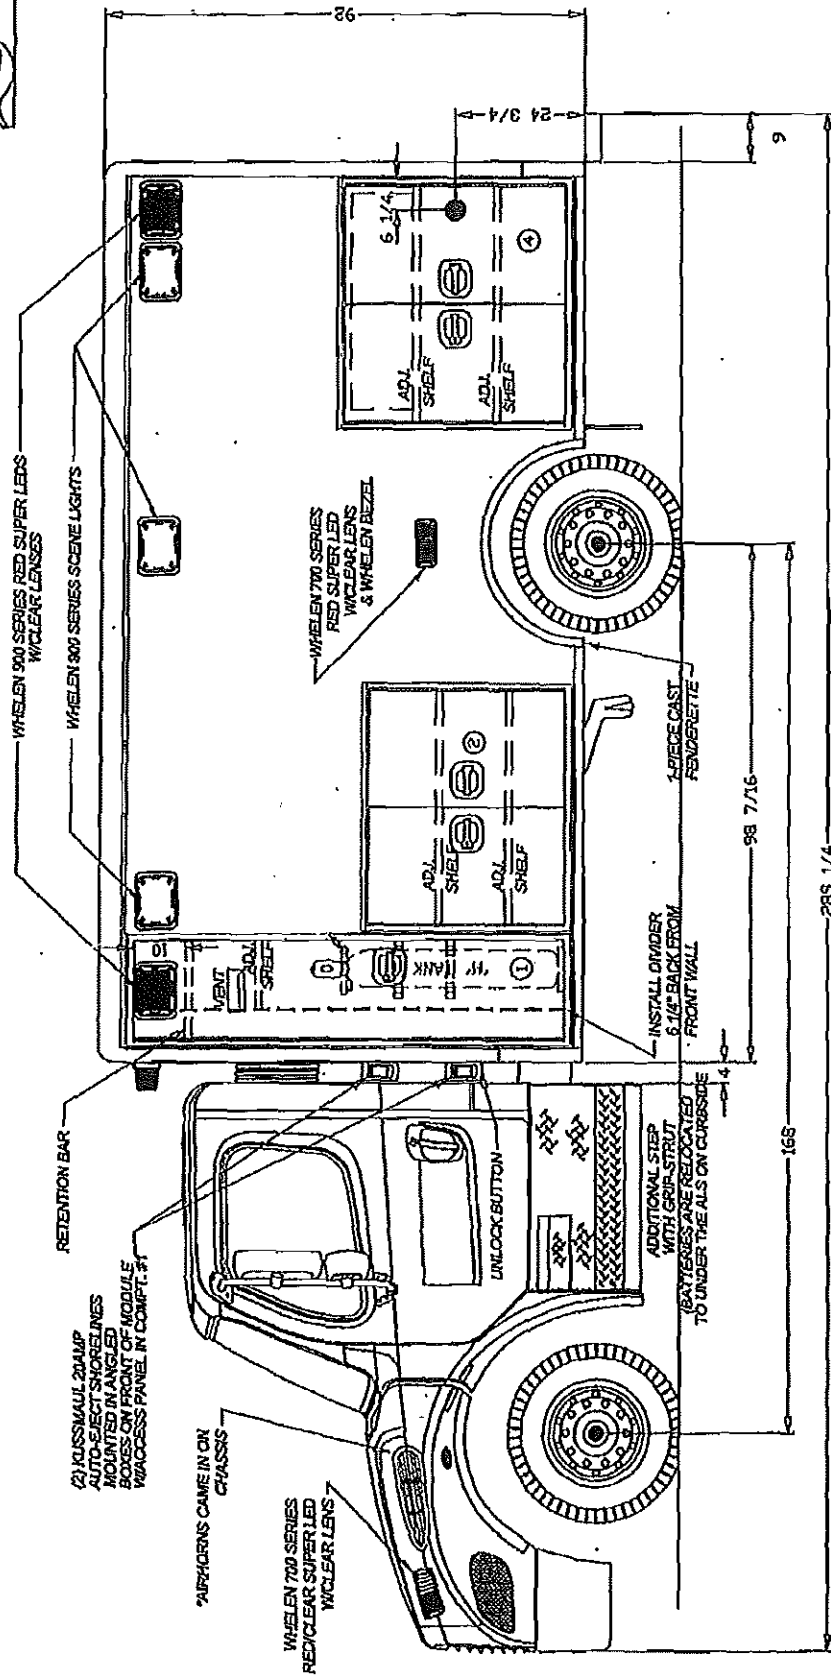 WHELEN 900 SERIES RED SUPER LEDS
W/CLEAR LENSES
WHELEN 900 SERIES SCENE LIGHTS
RETENTION BAR
(2) KUSSMAUL 20AMP
AUTO-EJECT SHORELINES
MOUNTED IN ANGLED
BOXES ON FRONT OF MODULE
W/ACCESS PANEL IN COMPT. #1
*AIRHORNS CAME IN ON
CHASSIS
WHELEN 700 SERIES
RED/CLEAR SUPER LED
W/CLEAR LENS
WHELEN 700 SERIES
RED SUPER LED
W/CLEAR LENS
& WHELEN BEZEL
10
VENT
ADJ.
SHELF
"H" TANK
1
ADJ.
SHELF
ADJ.
SHELF
2
ADJ.
SHELF
ADJ.
SHELF
4
6 1/4
24 3/4
92
9
UNLOCK BUTTON
INSTALL DIVIDER
6 1/4" BACK FROM
FRONT WALL
1-PIECE CAST
FENDERETTE
ADDITIONAL STEP
WITH GRIP-STRUT
(BATTERIES ARE RELOCATED
TO UNDER THE ALS ON CURBSIDE
4
98 7/16
168